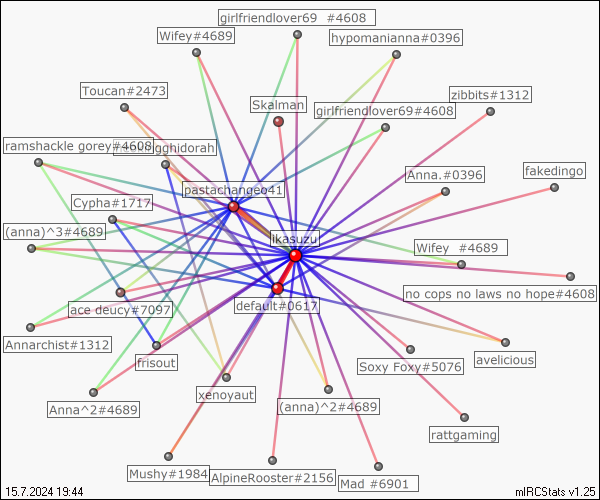 girlfriendlover69 #4608
Wifey#4689
hypomanianna#0396
Toucan#2473
zibbits#1312
Skalman
girlfriendlover69#4608
ramshackle gorey#4608
gghidorah
Anna.#0396
fakedingo
pastachangeo41
Cypha#1717
(anna)^3#4689
Ikasuzu
Wifey #4689
no cops no laws no hope#4608
ace deucy#7097
default#0617
Annarchist#1312
frisout
avelicious
Soxy Foxy#5076
xenoyaut
Anna^2#4689
(anna)^2#4689
rattgaming
Mushy#1984
AlpineRooster#2156
Mad #6901
15.7.2024 19:44
mIRCStats v1.25